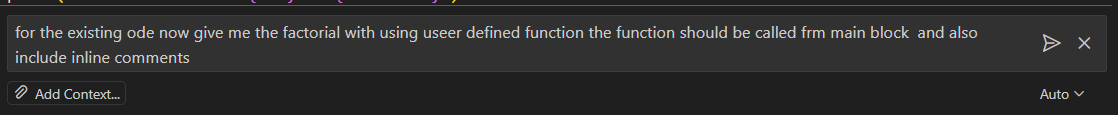 for the existing ode now give me the factorial with using useer defined function the function should be called frm main block  and also
include inline comments
Add Context...
Auto